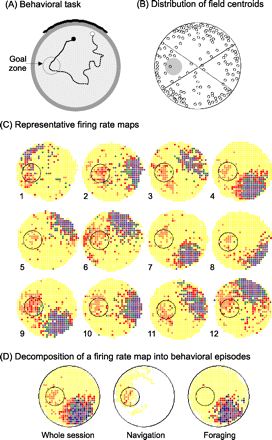 (A) Behavioral task
(B) Distribution of field centroids
Goal
zone
(C) Representative firing rate maps
1
2
3
4
5
6
7
8
9
10
11
12
(D) Decomposition of a firing rate map into behavioral episodes
Whole session
Navigation
Foraging